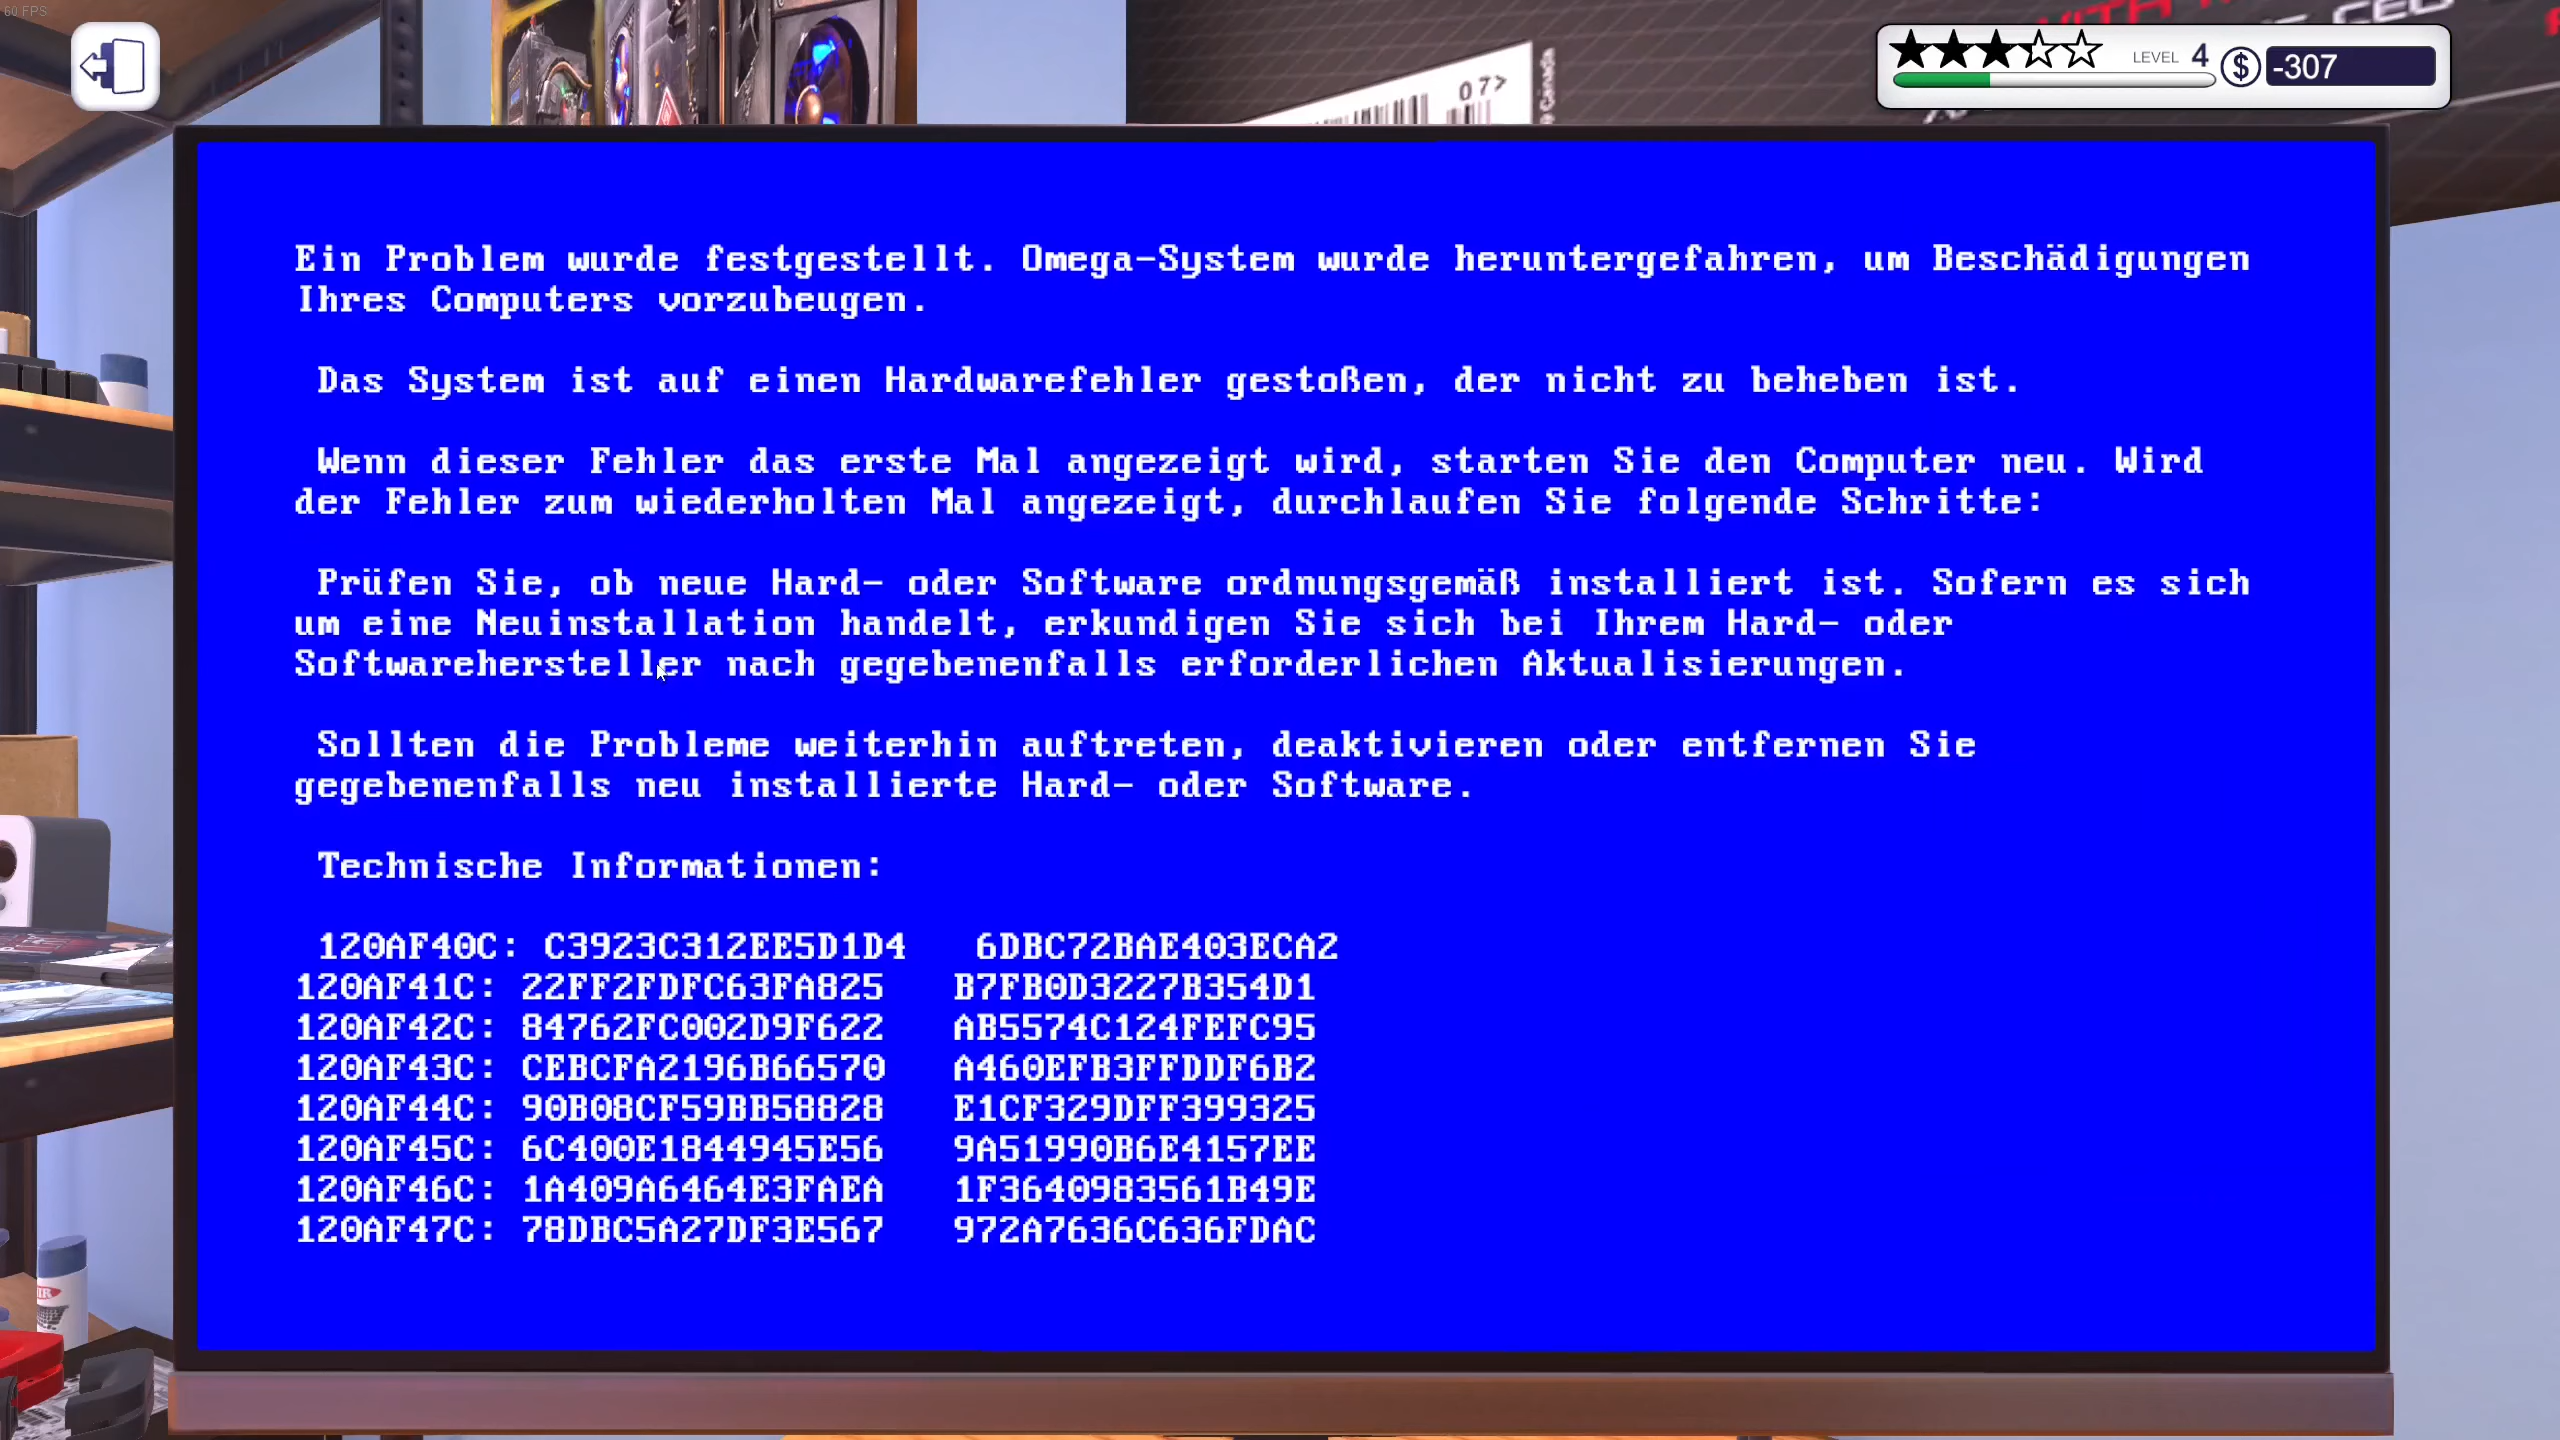 60 FPS
WITH
07>
Canada
LEVEL 4
-307
Ein Problem wurde festgestellt. Omega-System wurde heruntergefahren, um Beschädigungen
Ihres Computers vorzubeugen.
Das System ist auf einen Hardwarefehler gestoßen, der nicht zu beheben ist.
Wenn dieser Fehler das erste Mal angezeigt wird, starten Sie den Computer neu. Wird
der Fehler zum wiederholten Mal angezeigt, durchlaufen Sie folgende Schritte:
Prüfen Sie, ob neue Hard- oder Software ordnungsgemäß installiert ist. Sofern es sich
um eine Neuinstallation handelt, erkundigen Sie sich bei Ihrem Hard- oder
Softwarehersteller nach gegebenenfalls erforderlichen Aktualisierungen.
Sollten die Probleme weiterhin auftreten, deaktivieren oder entfernen Sie
gegebenenfalls neu installierte Hard- oder Software.
Technische Informationen:
120AF40C: C3923C312EE5D1D4 6DBC72BAE403ECA2
120AF41C: 22FF2FDFC63FA825 B7FB0D3227B354D1
120AF42C: 84762FC002D9F622 AB5574C124FEFC95
120AF43C: CEBCFA2196B66570 A460EFB3FFDDF6B2
120AF44C: 90B08CF59BB58828 E1CF329DFF399325
120AF45C: 6C400E1844945E56 9A51990B6E4157EE
120AF46C: 1A409A6464E3FAEA 1F3640983561B49E
120AF47C: 78DBC5A27DF3E567 972A7636C636FDAC